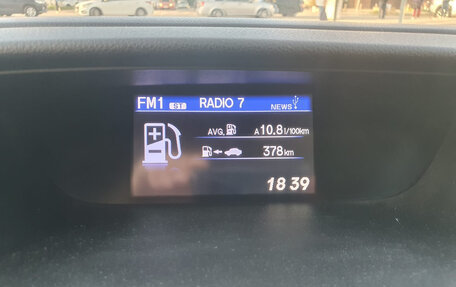 FM1 ST RADIO 7 NEWS
AVG. A 10.8 l/100km
378 km
18 39